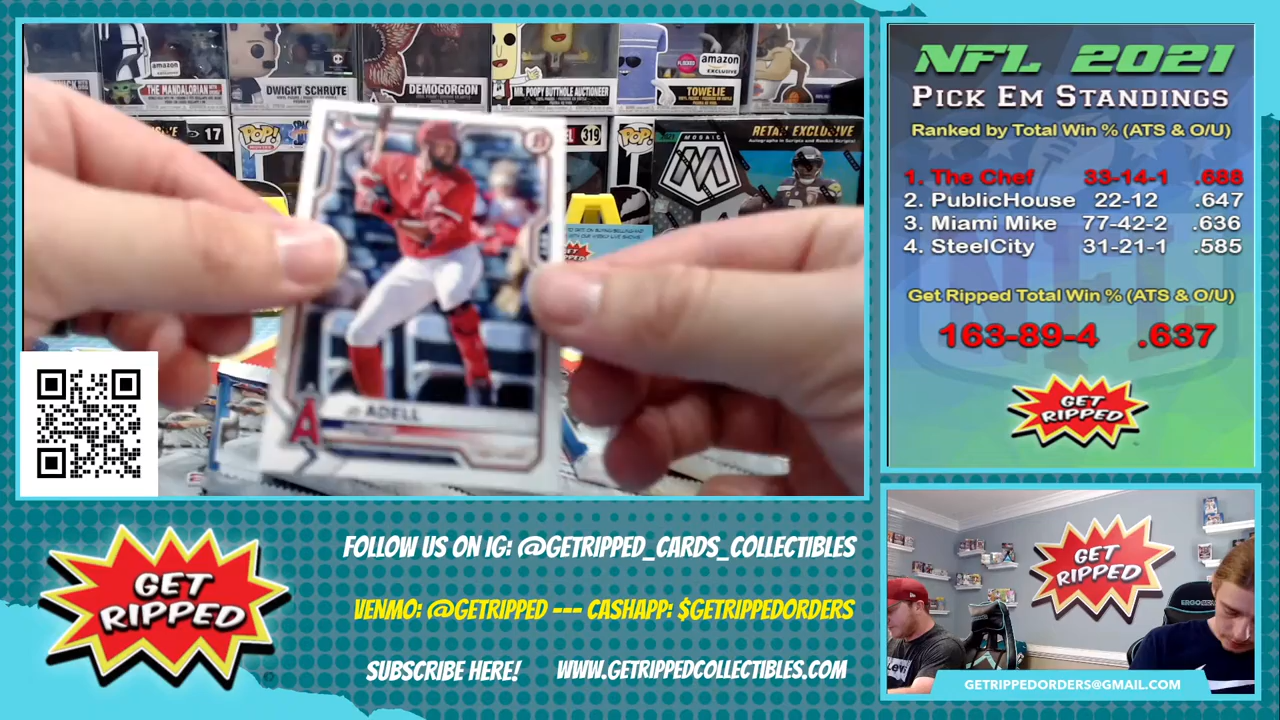 THE MANDALORIAN
amazon
DWIGHT SCHRUTE
DEMOGORGON
MR. POOPY BUTTHOLE AUCTIONEER
TOWELIE
amazon
EXCLUSIVE
17
POP!
319
POP!
MOSAIC
RETAIL EXCLUSIVE
ADELL
A
NFL 2021
PICK EM STANDINGS
Ranked by Total Win % (ATS & O/U)
1. The Chef 33-14-1 .688
2. PublicHouse 22-12 .647
3. Miami Mike 77-42-2 .636
4. SteelCity 31-21-1 .585
Get Ripped Total Win % (ATS & O/U)
163-89-4 .637
GET
RIPPED
GET
RIPPED
FOLLOW US ON IG: @GETRIPPED_CARDS_COLLECTIBLES
VENMO: @GETRIPPED --- CASHAPP: $GETRIPPEDORDERS
SUBSCRIBE HERE! WWW.GETRIPPEDCOLLECTIBLES.COM
GET
RIPPED
GETRIPPEDORDERS@GMAIL.COM